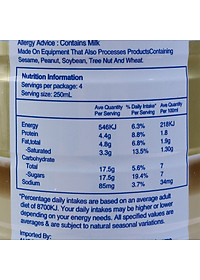 Allergy Advice : Contains Milk
Made On Equipment That Also Processes ProductsContaining
Sesame, Peanut, Soybean, Tree Nut And Wheat.
Nutrition Information
Servings per package: 4
Serving size: 250mL
Ave Quantity Per Serving % Daily Intake* Per Serving Ave Quantity Per 100ml
Energy 546KJ 6.3% 218KJ
Protein 4.4g 8.8% 1.8
Fat,total 4.8g 6.8% 1.9g
-Saturated 3.3g 13.5% 1.30g
Carbohydrate
Total 17.5g 5.6% 7
-Sugars 17.5g 19.4% 7
Sodium 85mg 3.7% 34mg
*Percentage daily intakes are based on an average adult
diet of 8700KJ. Your daily intakes may be higher or lower
depending on your energy needs. All specified values are
averages & are subject to natural seasonal variations.
Imported By: